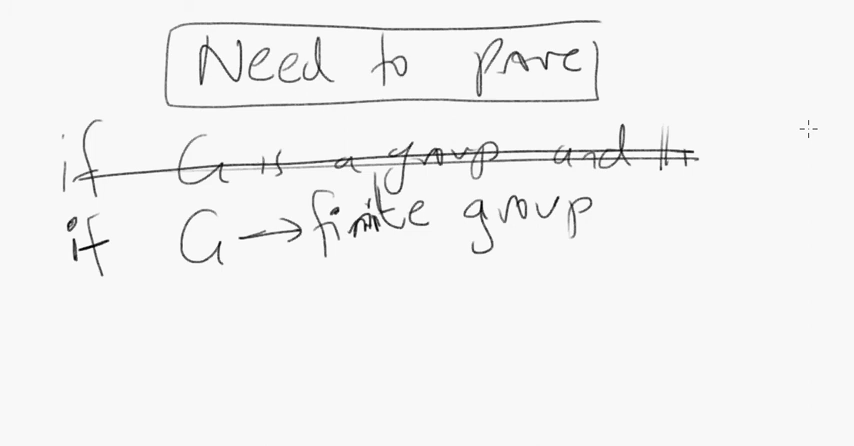 Need to prove
if G is a group and H
if G → finite group